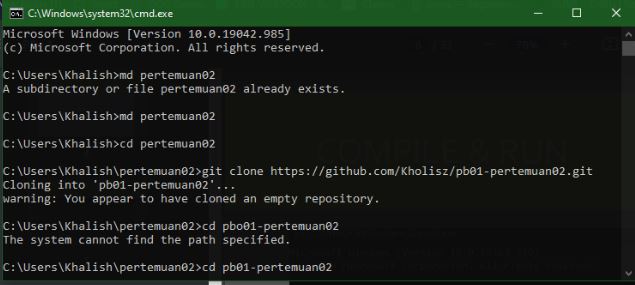 C:\Windows\system32\cmd.exe
Microsoft Windows [Version 10.0.19042.985]
(c) Microsoft Corporation. All rights reserved.
C:\Users\Khalish>md pertemuan02
A subdirectory or file pertemuan02 already exists.
C:\Users\Khalish>md pertemuan02
C:\Users\Khalish>cd pertemuan02
C:\Users\Khalish\pertemuan02>git clone https://github.com/Kholisz/pb01-pertemuan02.git
Cloning into 'pb01-pertemuan02'...
warning: You appear to have cloned an empty repository.
C:\Users\Khalish\pertemuan02>cd pbo01-pertemuan02
The system cannot find the path specified.
C:\Users\Khalish\pertemuan02>cd pb01-pertemuan02
COMPILE & RUN